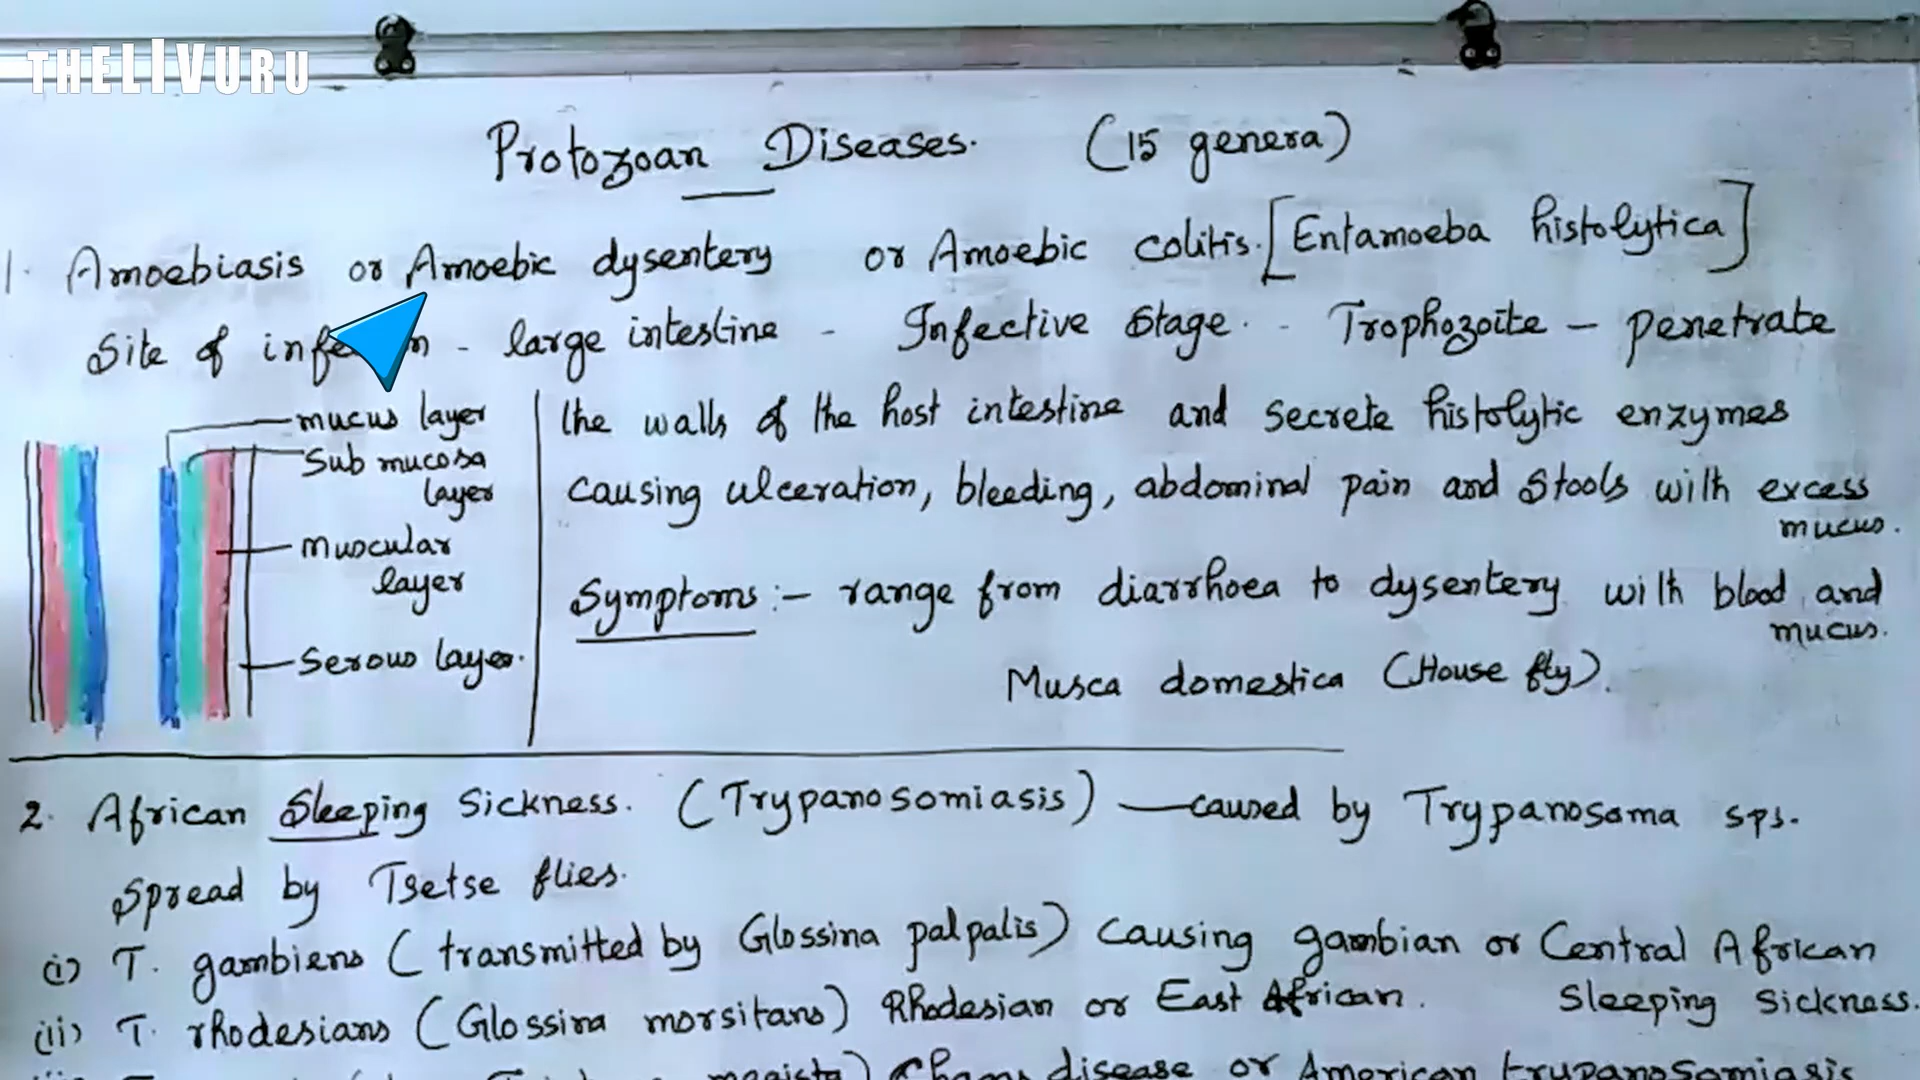 THELIVURU
Protozoan Diseases. (15 genera)
1. Amoebiasis or Amoebic dysentery or Amoebic colitis. [Entamoeba histolytica]
Site of - large intestine - Infective Stage - Trophozoite - penetrate
the walls of the host intestine and secrete histolytic enzymes
causing ulceration, bleeding, abdominal pain and stools with excess
mucus.
Symptoms :- range from diarrhoea to dysentery with blood and
mucus.
Musca domestica (House fly).
mucus layer
Sub mucosa
layer
Muscular
layer
Serous layer.
2. African Sleeping Sickness. (Trypanosomiasis) — caused by Trypanosoma sps.
Spread by Tsetse flies.
(i) T. gambiens (transmitted by Glossina palpalis) causing gambian or Central African
Sleeping Sickness.
(ii) T. rhodesians (Glossina morsitans) Rhodesian or East African.
disease or American trypanosomiasis